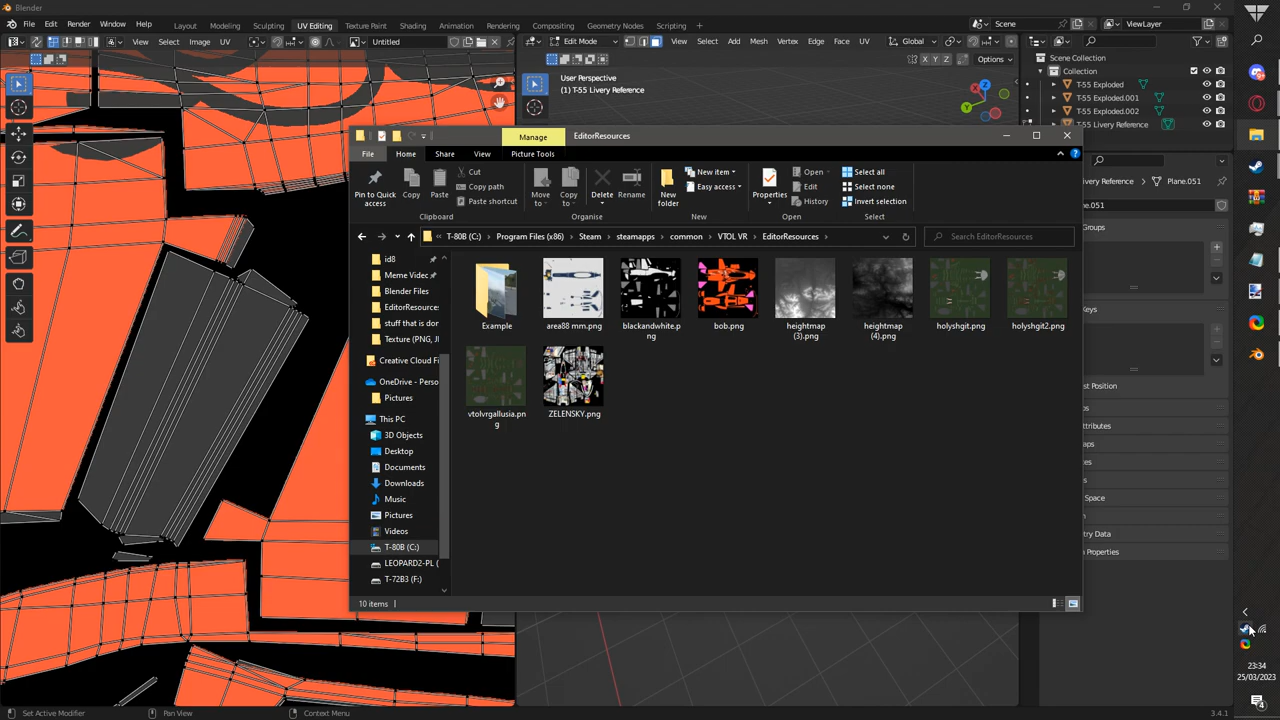 Blender
File Edit Render Window Help
Layout Modeling Sculpting UV Editing Texture Paint Shading Animation Rendering Compositing Geometry Nodes Scripting +
Scene
ViewLayer
View Select Image UV
Untitled
Edit Mode
View Select Add Mesh Vertex Edge Face UV
Global
X Y Z Options
User Perspective
(1) T-55 Livery Reference
Z
X
Y
Scene Collection
Collection
T-55 Exploded
T-55 Exploded.001
T-55 Exploded.002
T-55 Livery Reference
Manage
EditorResources
File Home Share View Picture Tools
Pin to Quick access
Copy
Paste
Cut
Copy path
Paste shortcut
Clipboard
Move to
Copy to
Delete
Rename
Organise
New folder
New item
Easy access
New
Properties
Open
Edit
History
Open
Select all
Select none
Invert selection
Select
T-80B (C:) > Program Files (x86) > Steam > steamapps > common > VTOL VR > EditorResources >
Search EditorResources
id8
Meme Videc
Blender Files
EditorResources
stuff that is dor
Texture (PNG, JI
Creative Cloud Fi
OneDrive - Perso
Pictures
This PC
3D Objects
Desktop
Documents
Downloads
Music
Pictures
Videos
T-80B (C:)
LEOPARD2-PL (
T-72B3 (F:)
Example
area88 mm.png
blackandwhite.p
ng
bob.png
heightmap
(3).png
heightmap
(4).png
holyshgit.png
holyshgit2.png
vtolvrgallusia.pn
g
ZELENSKY.png
10 items
ivery Reference > Plane.051
ne.051
Groups
Keys
st Position
ps
ttributes
aps
es
s
Space
n
ry Data
n Properties
23:34
25/03/2023
4
Set Active Modifier
Pan View
Context Menu
3.4.1